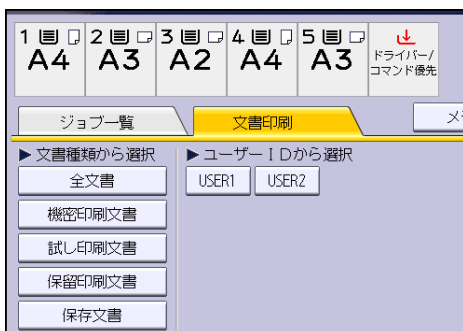 1 2 3 4 5
A4 A3 A2 A4 A3 ドライバー/
コマンド優先
ジョブ一覧 文書印刷
▶文書種類から選択 ▶ユーザーＩDから選択
全文書 USER1 USER2
機密印刷文書
試し印刷文書
保留印刷文書
保存文書